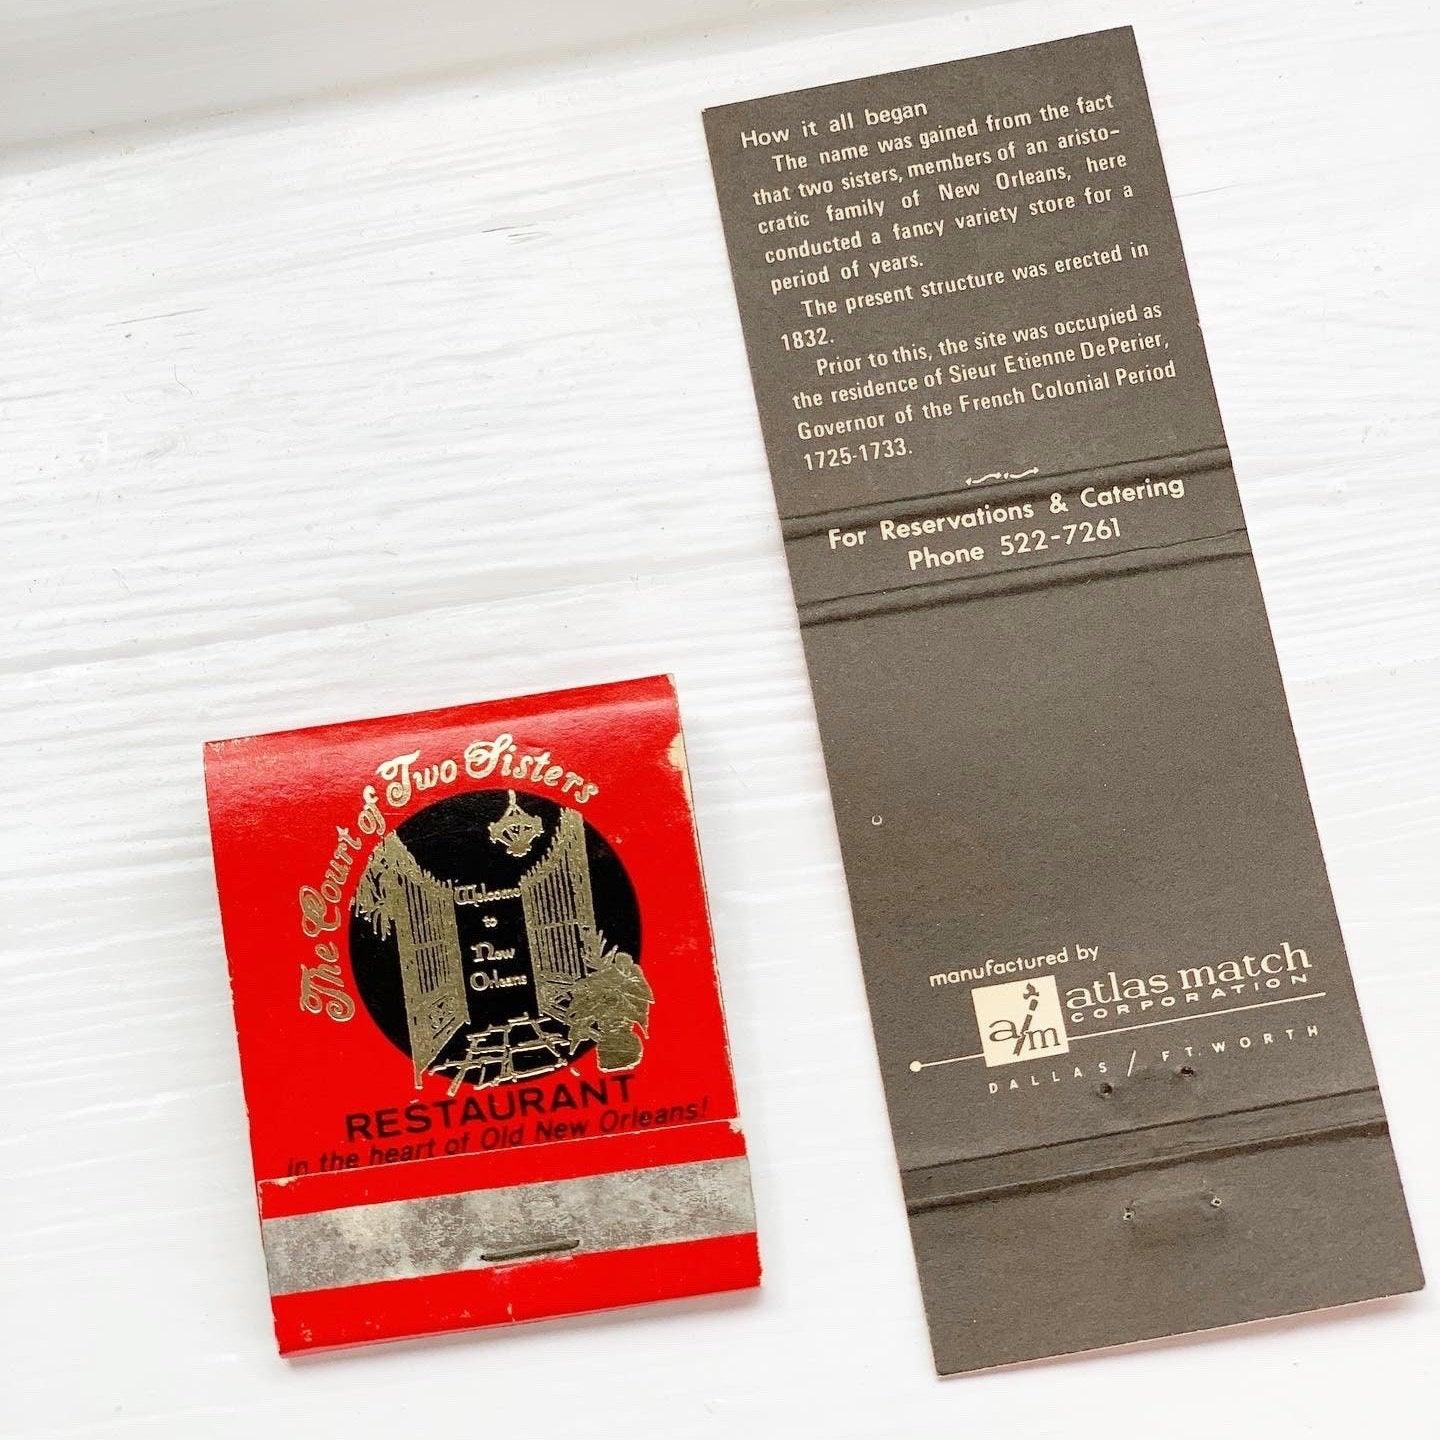 The Court of Two Sisters
Welcome
to
New
Orleans
RESTAURANT
in the heart of Old New Orleans!
How it all began
The name was gained from the fact
that two sisters, members of an aristo-
cratic family of New Orleans, here
conducted a fancy variety store for a
period of years.
The present structure was erected in
1832.
Prior to this, the site was occupied as
the residence of Sieur Etienne DePerier,
Governor of the French Colonial Period
1725-1733.
For Reservations & Catering
Phone 522-7261
manufactured by
a/m atlas match
CORPORATION
DALLAS / FT. WORTH